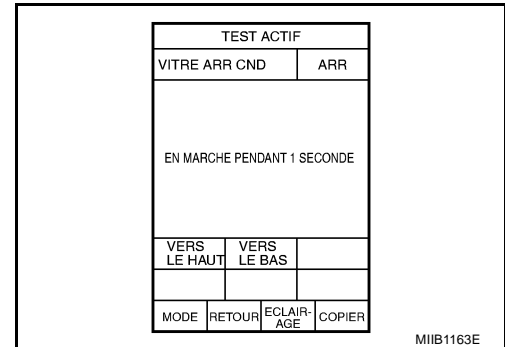 TEST ACTIF
VITRE ARR CND ARR
EN MARCHE PENDANT 1 SECONDE
VERS LE HAUT
VERS LE BAS
MODE RETOUR ECLAIR-AGE COPIER
MIIB1163E